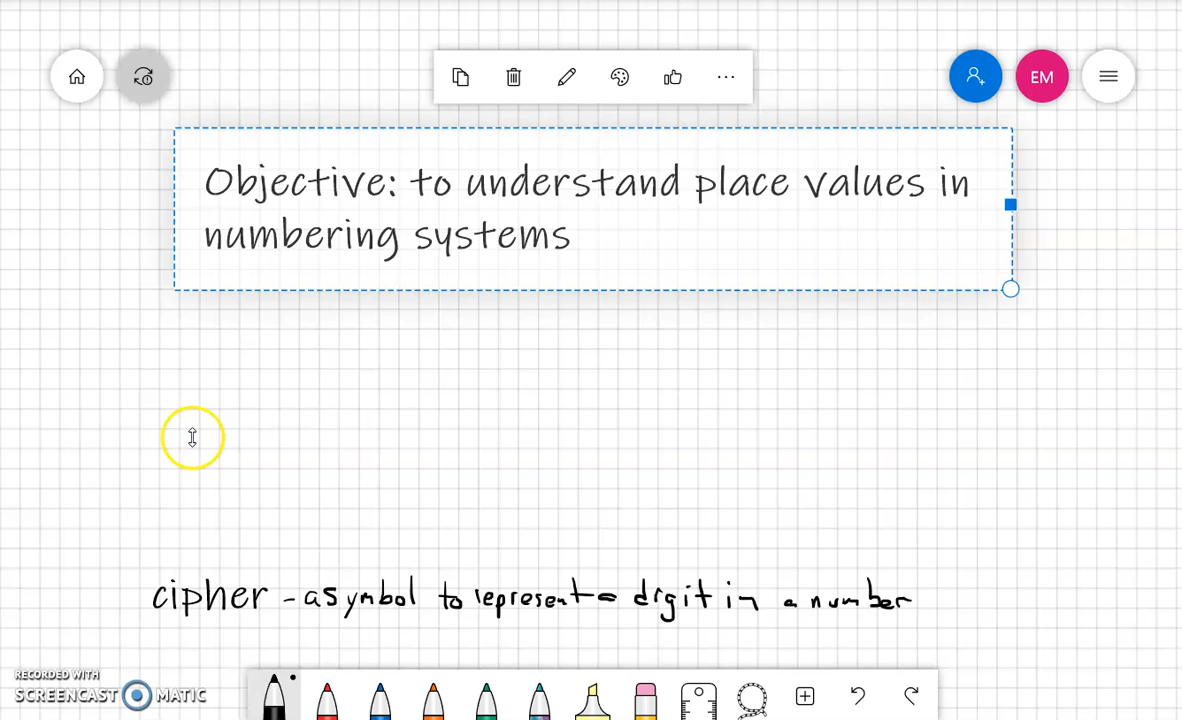 EM
Objective: to understand place values in
numbering systems
cipher - a symbol to represent a digit in a number
RECORDED WITH
SCREENCAST MATIC